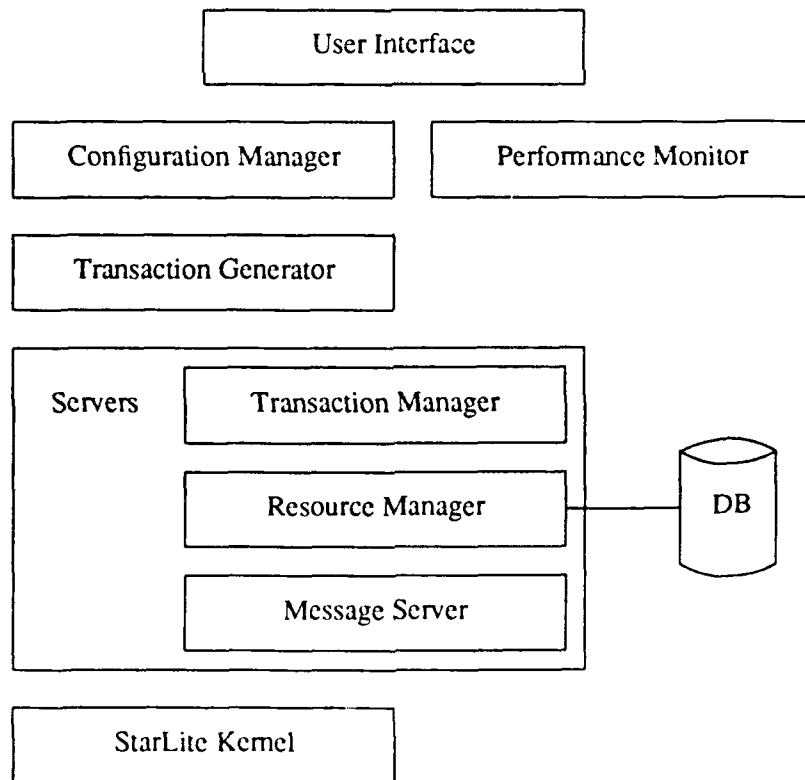 User Interface
Configuration Manager
Performance Monitor
Transaction Generator
Servers
Transaction Manager
Resource Manager
DB
Message Server
StarLite Kernel